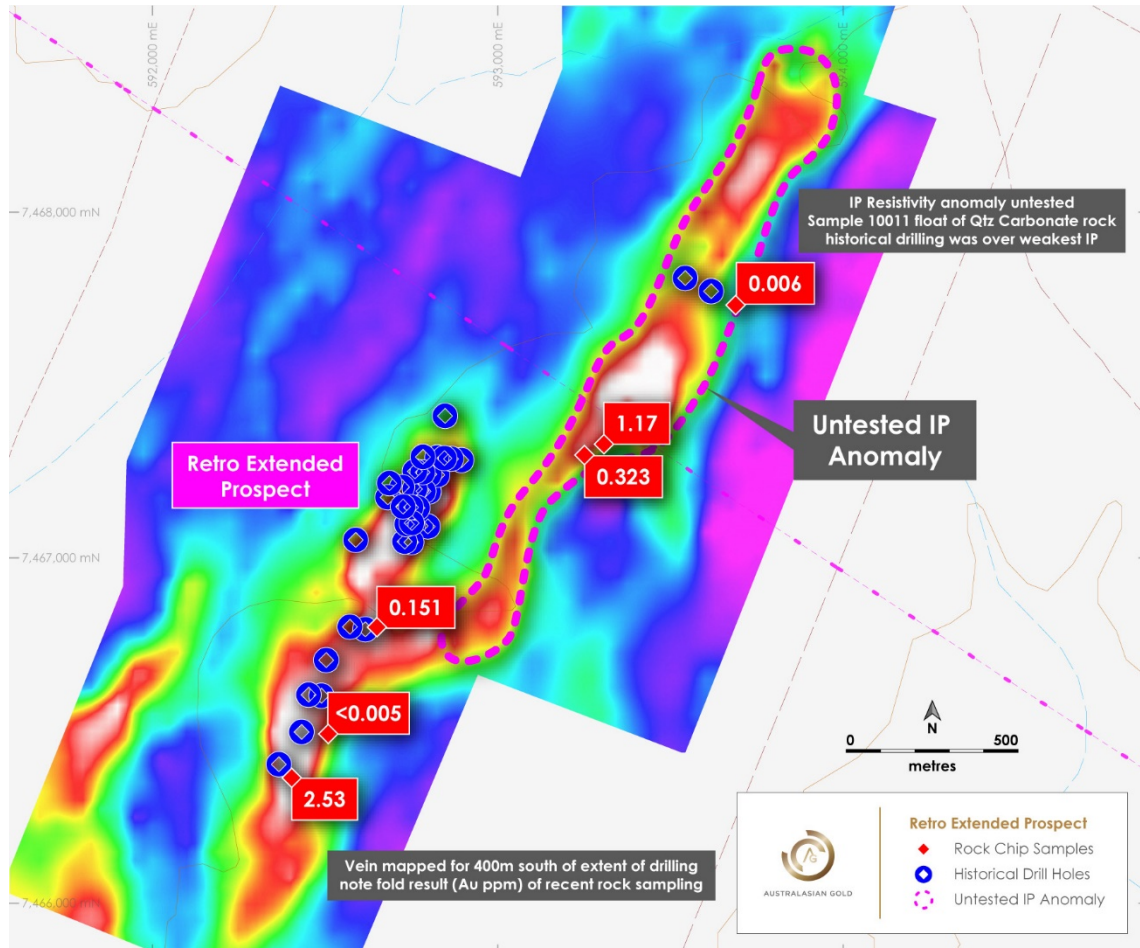 592,000 mE
593,000 mE
594,000 mE
7,468,000 mN
IP Resistivity anomaly untested
Sample 10011 float of Qtz Carbonate rock
historical drilling was over weakest IP
0.006
1.17
0.323
Untested IP
Anomaly
Retro Extended
Prospect
7,467,000 mN
0.151
<0.005
2.53
N
0
500
metres
Vein mapped for 400m south of extent of drilling
note fold result (Au ppm) of recent rock sampling
7,466,000 mN
AG
AUSTRALASIAN GOLD
Retro Extended Prospect
Rock Chip Samples
Historical Drill Holes
Untested IP Anomaly